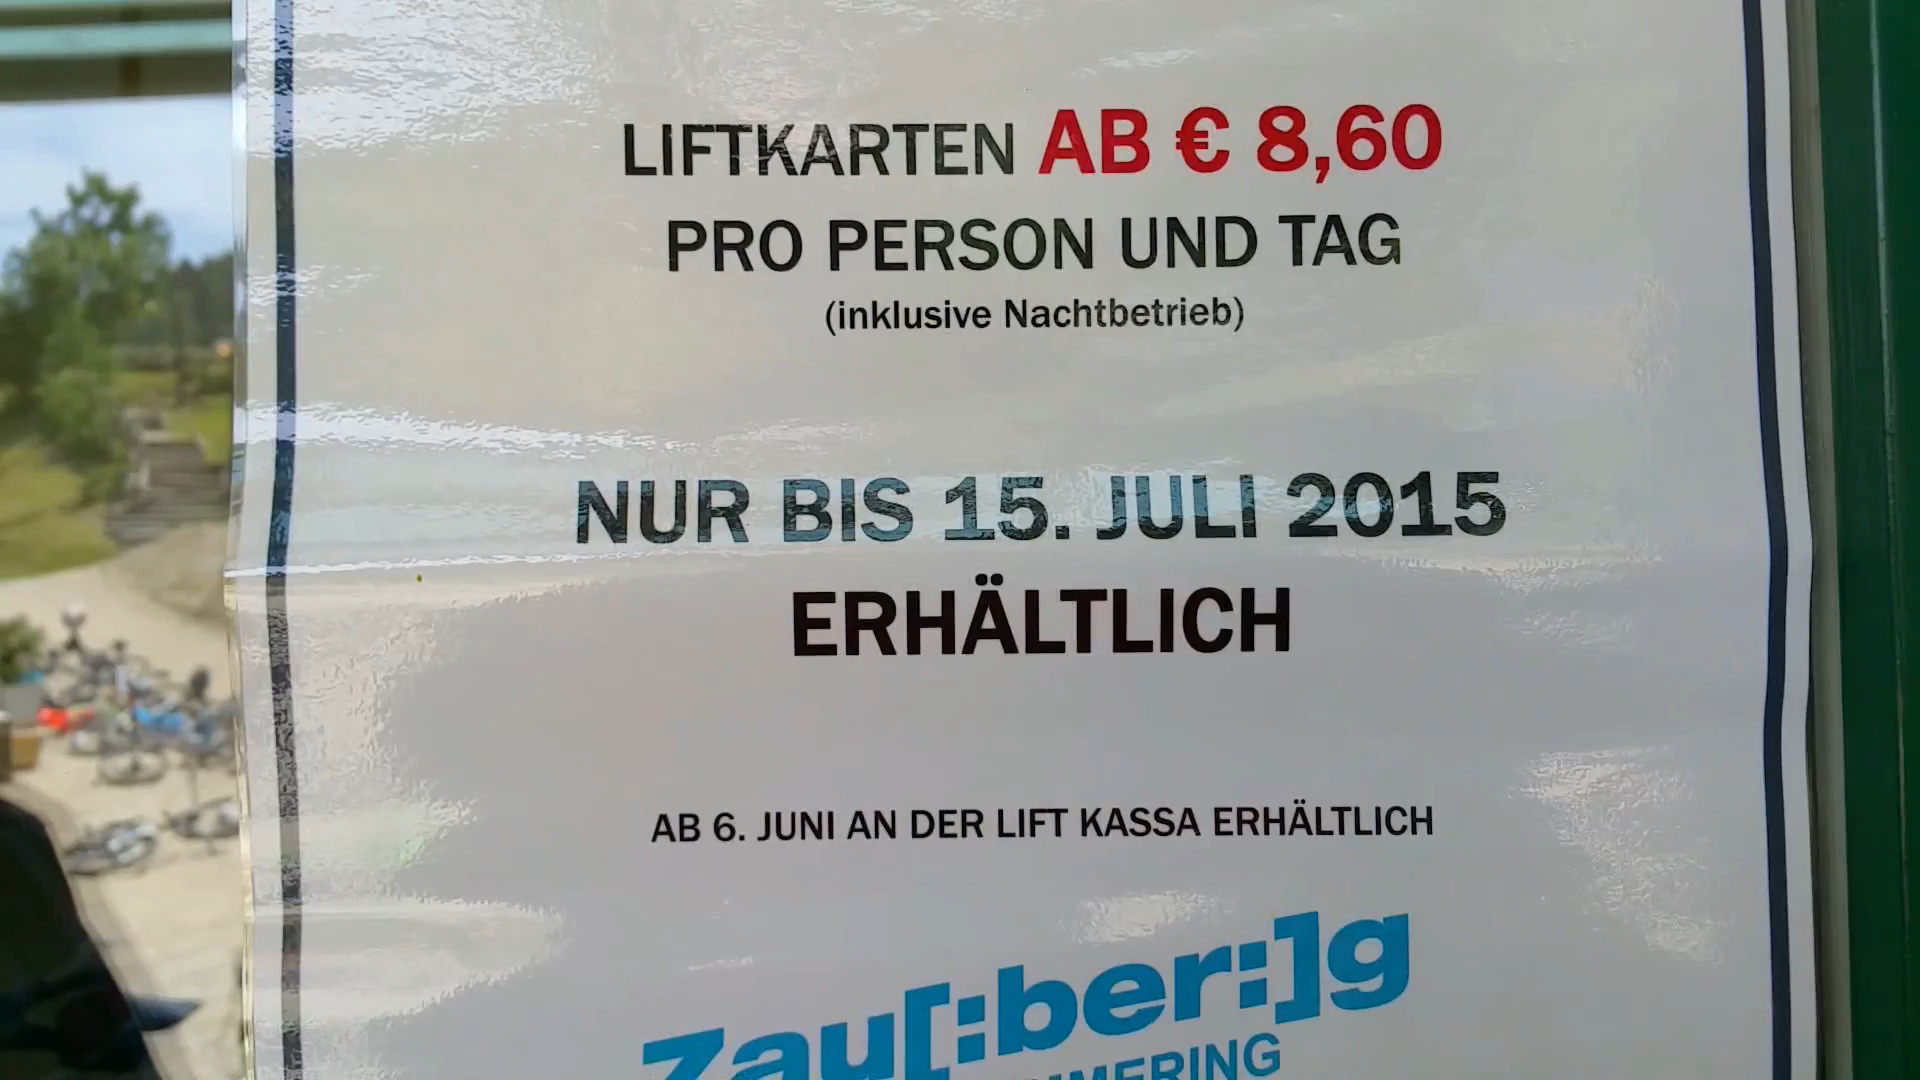 LIFTKARTEN AB € 8,60
PRO PERSON UND TAG
(inklusive Nachtbetrieb)
NUR BIS 15. JULI 2015
ERHÄLTLICH
AB 6. JUNI AN DER LIFT KASSA ERHÄLTLICH
Zau[:ber:]g